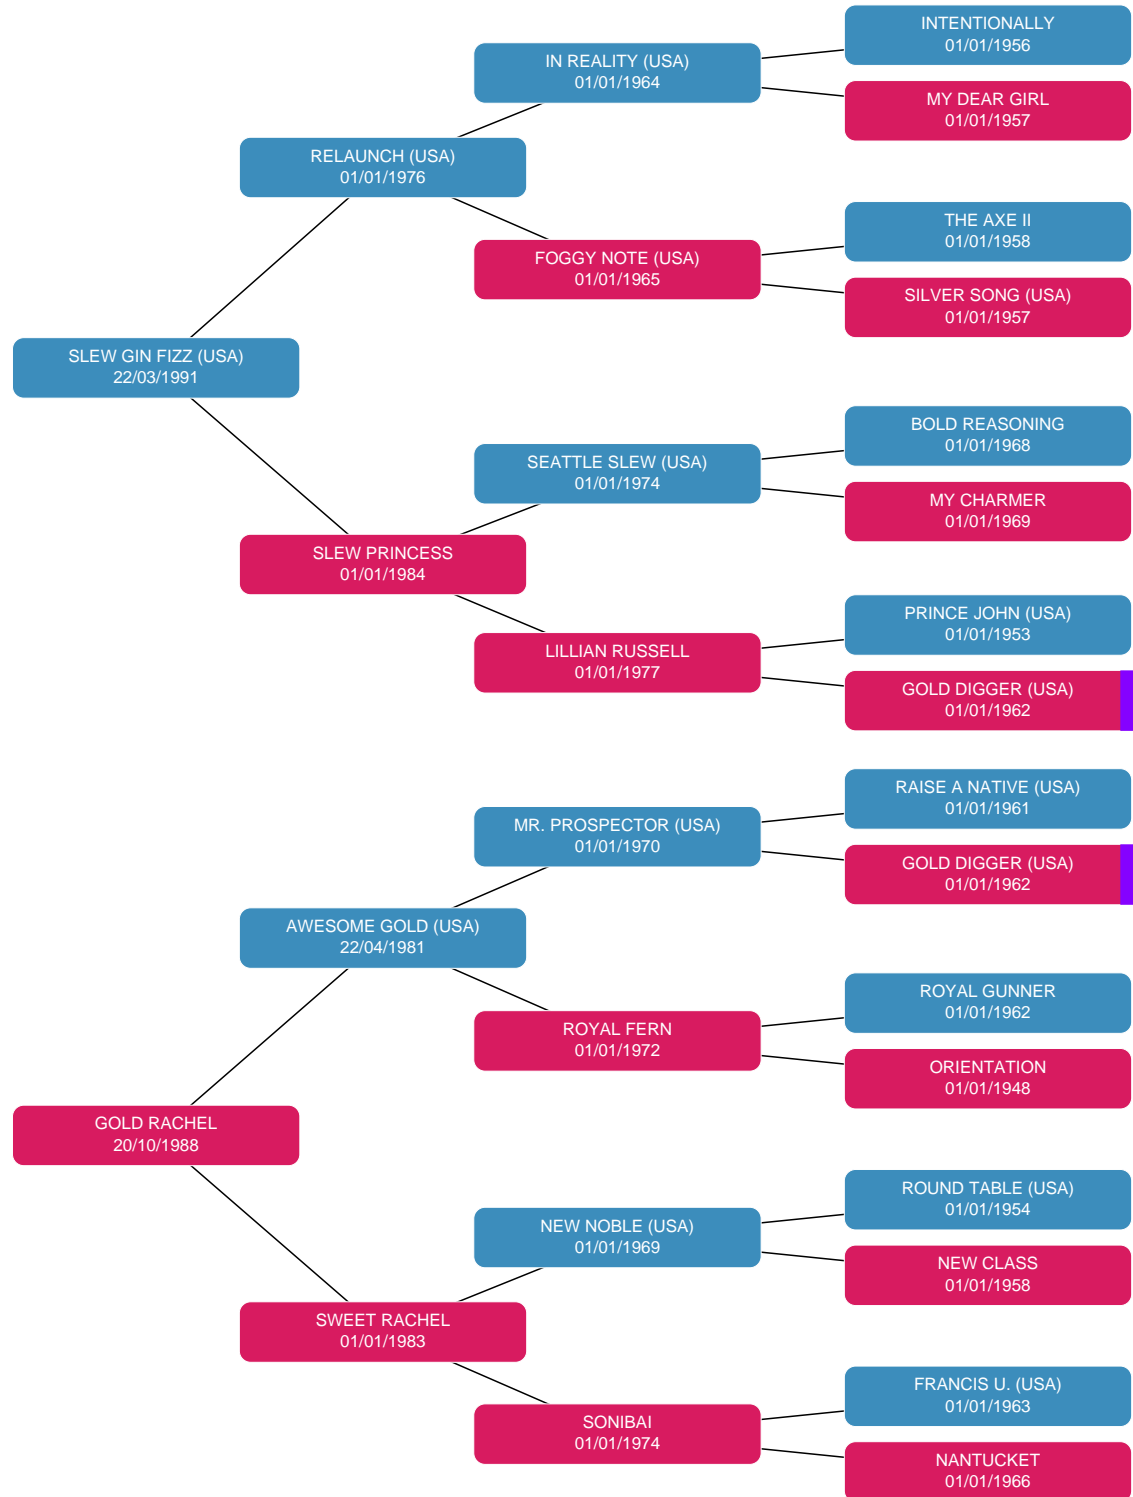 INTENTIONALLY
01/01/1956
IN REALITY (USA)
01/01/1964
MY DEAR GIRL
01/01/1957
RELAUNCH (USA)
01/01/1976
THE AXE II
01/01/1958
FOGGY NOTE (USA)
01/01/1965
SILVER SONG (USA)
01/01/1957
SLEW GIN FIZZ (USA)
22/03/1991
BOLD REASONING
01/01/1968
SEATTLE SLEW (USA)
01/01/1974
MY CHARMER
01/01/1969
SLEW PRINCESS
01/01/1984
PRINCE JOHN (USA)
01/01/1953
LILLIAN RUSSELL
01/01/1977
GOLD DIGGER (USA)
01/01/1962
RAISE A NATIVE (USA)
01/01/1961
MR. PROSPECTOR (USA)
01/01/1970
GOLD DIGGER (USA)
01/01/1962
AWESOME GOLD (USA)
22/04/1981
ROYAL GUNNER
01/01/1962
ROYAL FERN
01/01/1972
ORIENTATION
01/01/1948
GOLD RACHEL
20/10/1988
ROUND TABLE (USA)
01/01/1954
NEW NOBLE (USA)
01/01/1969
NEW CLASS
01/01/1958
SWEET RACHEL
01/01/1983
FRANCIS U. (USA)
01/01/1963
SONIBAI
01/01/1974
NANTUCKET
01/01/1966